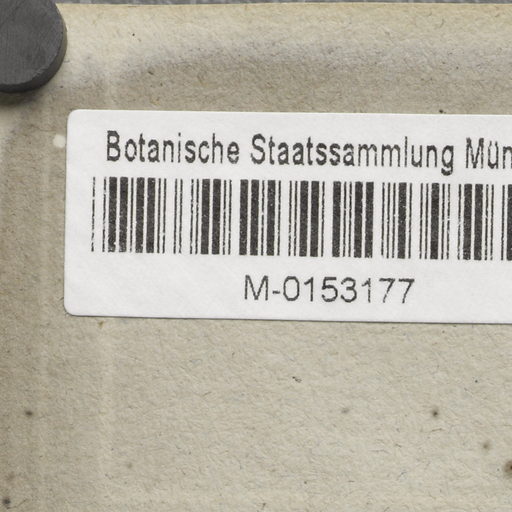 Botanische Staatssammlung Mün
M-0153177